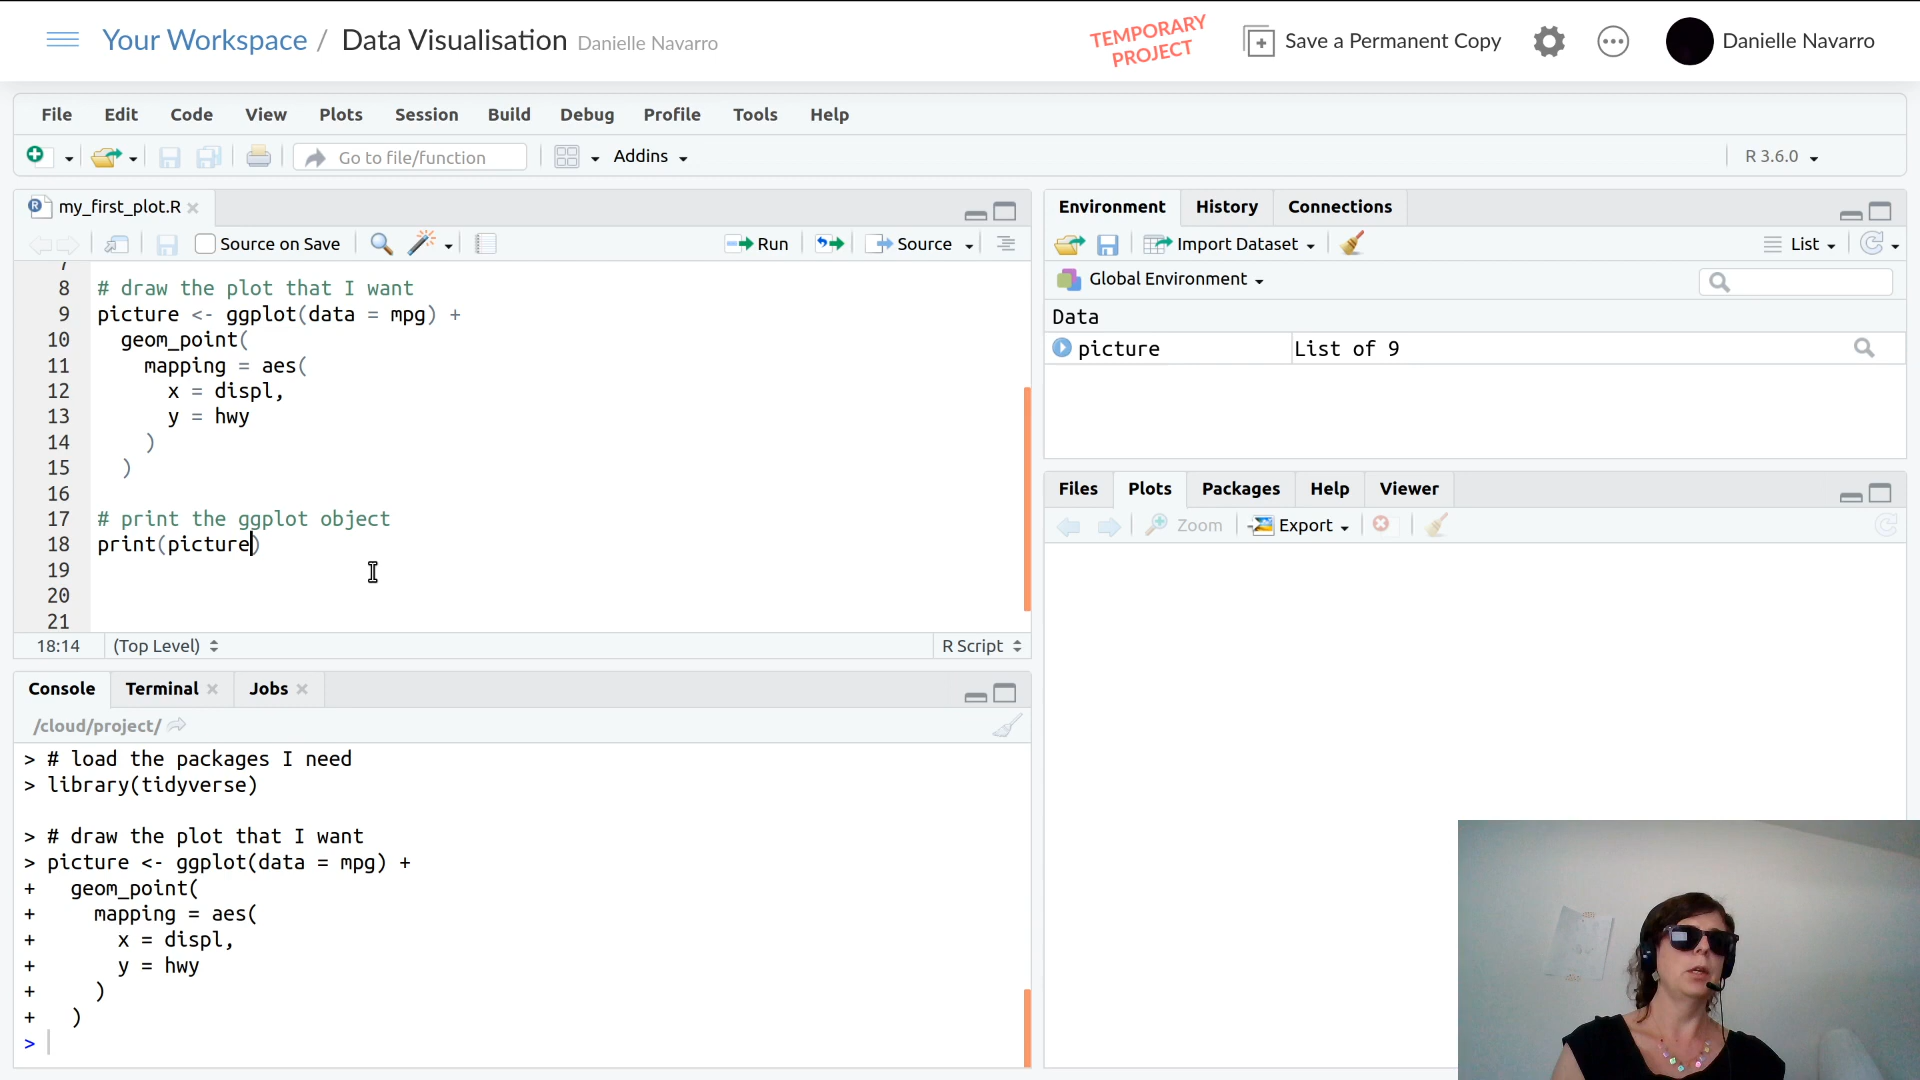 Your Workspace / Data Visualisation Danielle Navarro
TEMPORARY
PROJECT
Save a Permanent Copy
Danielle Navarro
File Edit Code View Plots Session Build Debug Profile Tools Help
Go to file/function
Addins
R 3.6.0
my_first_plot.R
Source on Save
Run
Source
7
8 # draw the plot that I want
9 picture <- ggplot(data = mpg) +
10 geom_point(
11 mapping = aes(
12 x = displ,
13 y = hwy
14 )
15 )
16
17 # print the ggplot object
18 print(picture)
19
20
21
18:14 (Top Level) R Script
Console Terminal Jobs
/cloud/project/
> # load the packages I need
> library(tidyverse)
> # draw the plot that I want
> picture <- ggplot(data = mpg) +
+ geom_point(
+ mapping = aes(
+ x = displ,
+ y = hwy
+ )
+ )
>
Environment History Connections
Import Dataset
List
Global Environment
Data
picture List of 9
Files Plots Packages Help Viewer
Zoom
Export